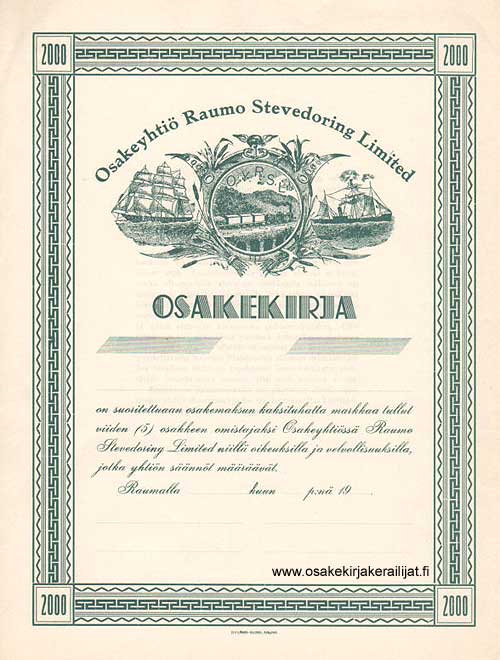 2000 2000
Osakeyhtiö Raumo Stevedoring Limited
O.Y.R.S. Ltd
OSAKEKIRJA
on suoritettuaan osakemaksun kaksituhatta markkaa tullut
viiden (5) osakkeen omistajaksi Osakeyhtiössä Raumo
Stevedoring Limited niillä oikeuksilla ja velvollisuuksilla,
jotka yhtiön säännöt määräävät.
Raumalla kuun p:nä 19
www.osakekirjakerailijat.fi
2000 2000